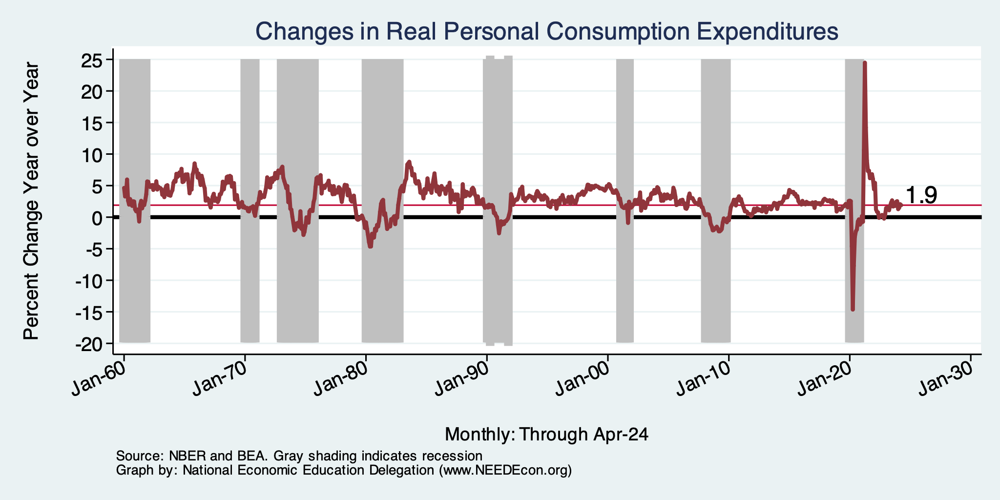 Changes in Real Personal Consumption Expenditures
Percent Change Year over Year
25
20
15
10
5
0
-5
-10
-15
-20
1.9
Jan-60
Jan-70
Jan-80
Jan-90
Jan-00
Jan-10
Jan-20
Jan-30
Monthly: Through Apr-24
Source: NBER and BEA. Gray shading indicates recession
Graph by: National Economic Education Delegation (www.NEEDEcon.org)